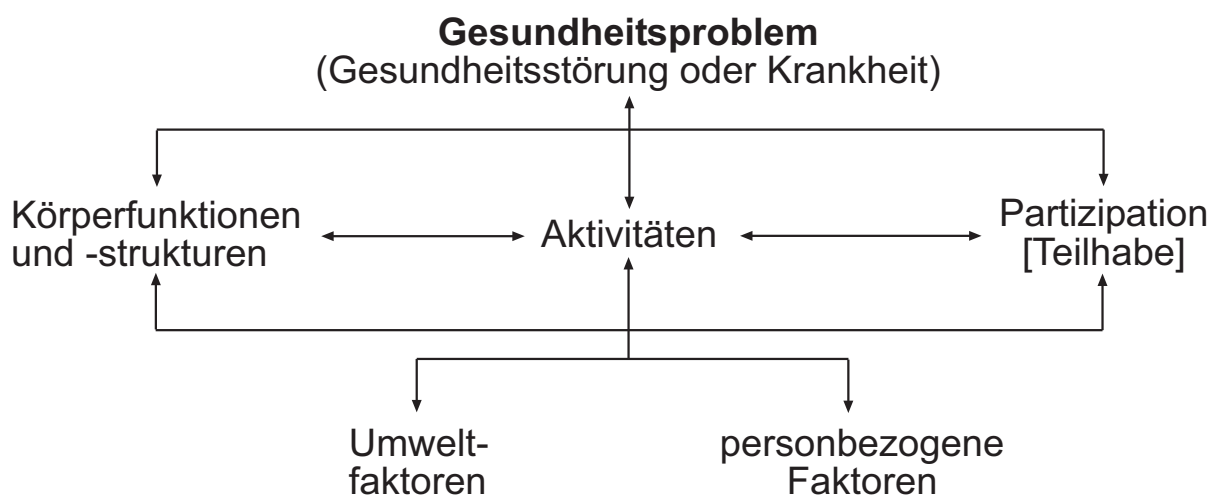 Gesundheitsproblem
(Gesundheitsstörung oder Krankheit)
Körperfunktionen
und -strukturen
Aktivitäten
Partizipation
[Teilhabe]
Umwelt-
faktoren
personbezogene
Faktoren